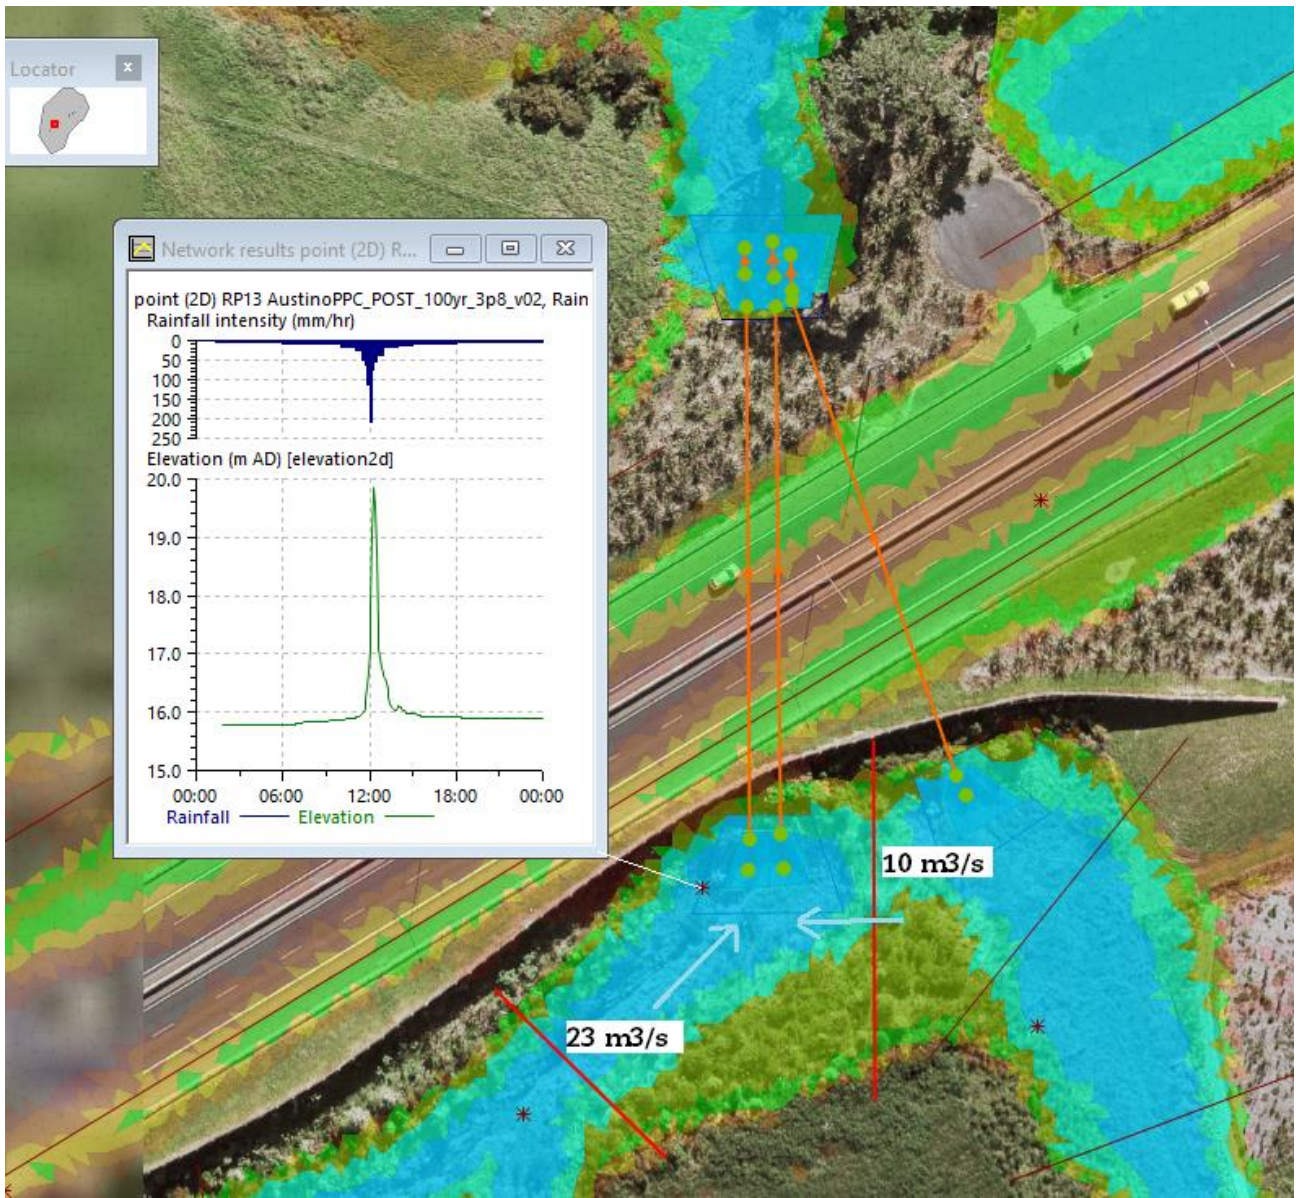 Locator
x
Network results point (2D) R...
point (2D) RP13 AustinoPPC_POST_100yr_3p8_v02, Rain
Rainfall intensity (mm/hr)
0
50
100
150
200
250
Elevation (m AD) [elevation2d]
20.0
19.0
18.0
17.0
16.0
15.0
00:00 06:00 12:00 18:00 00:00
Rainfall Elevation
10 m3/s
23 m3/s